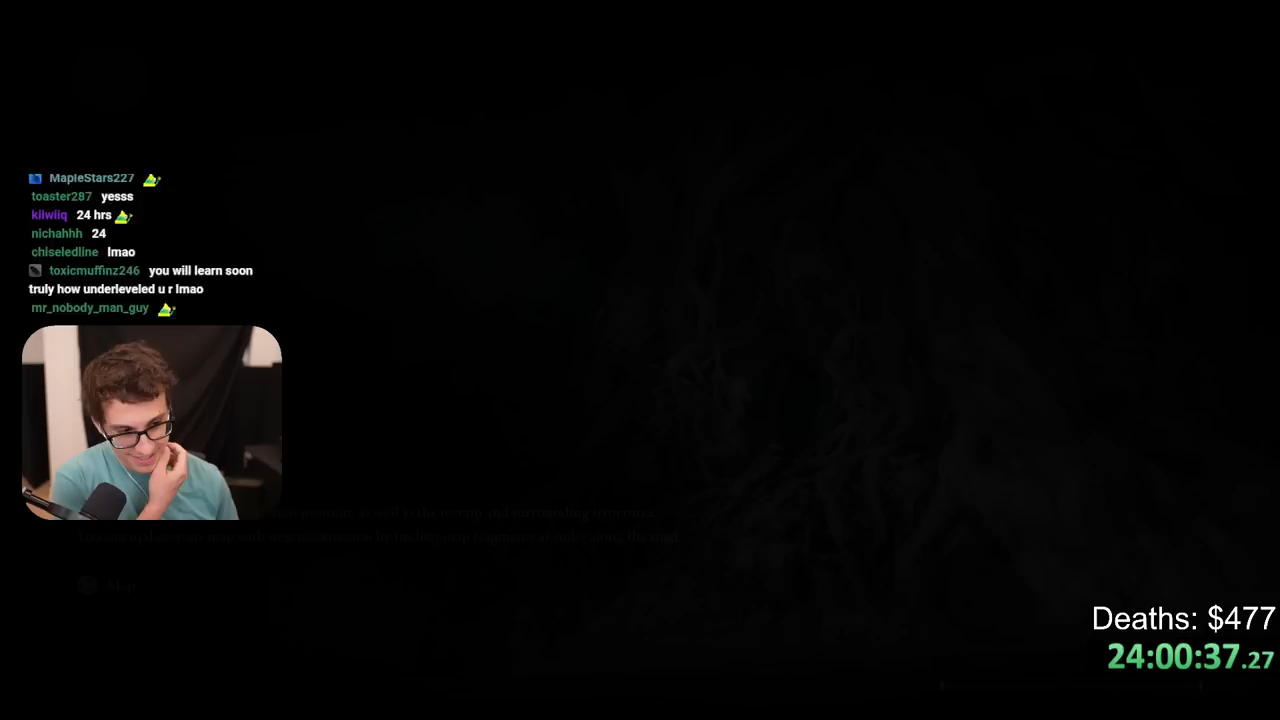 MapleStars227
toaster287 yesss
kiiwiiq 24 hrs
nichahhh 24
chiseledline lmao
toxicmuffinz246 you will learn soon
truly how underleveled u r lmao
mr_nobody_man_guy
Deaths: $477
24:00:37.27